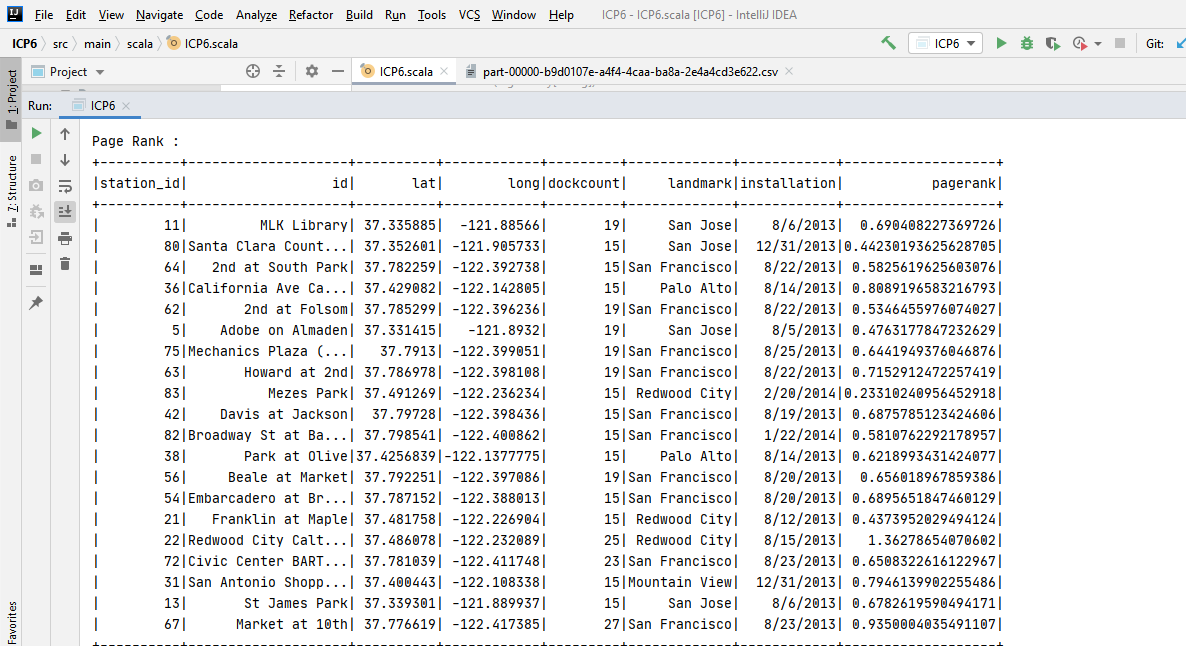 File Edit View Navigate Code Analyze Refactor Build Run Tools VCS Window Help ICP6 - ICP6.scala [ICP6] - IntelliJ IDEA
ICP6 src main scala ICP6.scala ICP6 Git:
Project ICP6.scala part-00000-b9d0107e-a4f4-4caa-ba8a-2e4a4cd3e622.csv
1: Project
Run: ICP6
7: Structure
Favorites
Page Rank :
+----------+--------------------+----------+------------+---------+-------------+------------+-------------------+
|station_id|                  id|       lat|        long|dockcount|     landmark|installation|           pagerank|
+----------+--------------------+----------+------------+---------+-------------+------------+-------------------+
|        11|         MLK Library| 37.335885|  -121.88566|       19|     San Jose|    8/6/2013|  0.690408227369726|
|        80|Santa Clara Count...| 37.352601| -121.905733|       15|     San Jose|  12/31/2013|0.44230193625628705|
|        64|   2nd at South Park| 37.782259| -122.392738|       15|San Francisco|   8/22/2013| 0.5825619625603076|
|        36|California Ave Ca...| 37.429082| -122.142805|       15|    Palo Alto|   8/14/2013| 0.8089196583216793|
|        62|       2nd at Folsom| 37.785299| -122.396236|       19|San Francisco|   8/22/2013| 0.5346455976074027|
|         5|    Adobe on Almaden| 37.331415|   -121.8932|       19|     San Jose|    8/5/2013| 0.4763177847232629|
|        75|Mechanics Plaza (...|   37.7913| -122.399051|       19|San Francisco|   8/25/2013| 0.6441949376046876|
|        63|       Howard at 2nd| 37.786978| -122.398108|       19|San Francisco|   8/22/2013| 0.7152912472257419|
|        83|          Mezes Park| 37.491269| -122.236234|       15| Redwood City|   2/20/2014|0.23310240956452918|
|        42|    Davis at Jackson|  37.79728| -122.398436|       15|San Francisco|   8/19/2013| 0.6875785123424606|
|        82|Broadway St at Ba...| 37.798541| -122.400862|       15|San Francisco|   1/22/2014| 0.5810762292178957|
|        38|       Park at Olive|37.4256839|-122.1377775|       15|    Palo Alto|   8/14/2013| 0.6218993431424077|
|        56|     Beale at Market| 37.792251| -122.397086|       19|San Francisco|   8/20/2013|  0.656018967859386|
|        54|Embarcadero at Br...| 37.787152| -122.388013|       15|San Francisco|   8/20/2013| 0.6895651847460129|
|        21|   Franklin at Maple| 37.481758| -122.226904|       15| Redwood City|   8/12/2013| 0.4373952029494124|
|        22|Redwood City Calt...| 37.486078| -122.232089|       25| Redwood City|   8/15/2013|   1.36278654070602|
|        72|Civic Center BART...| 37.781039| -122.411748|       23|San Francisco|   8/23/2013| 0.6508322616122967|
|        31|San Antonio Shopp...| 37.400443| -122.108338|       15|Mountain View|  12/31/2013| 0.7946139902255486|
|        13|       St James Park| 37.339301| -121.889937|       15|     San Jose|    8/6/2013| 0.6782619590494171|
|        67|      Market at 10th| 37.776619| -122.417385|       27|San Francisco|   8/23/2013| 0.9350004035491107|
+----------+--------------------+----------+------------+---------+-------------+------------+-------------------+